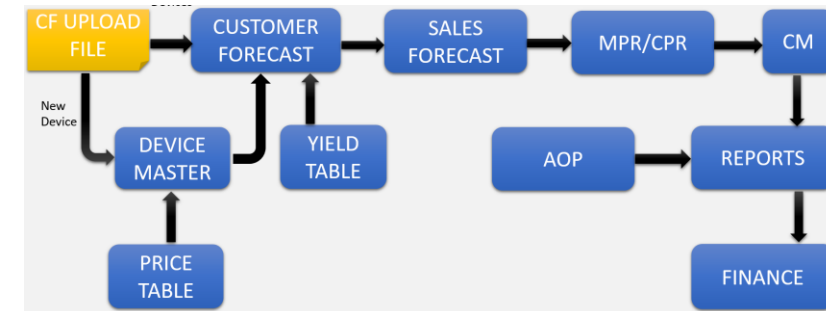 CF UPLOAD
FILE
CUSTOMER
FORECAST
SALES
FORECAST
MPR/CPR
CM
New
Device
DEVICE
MASTER
YIELD
TABLE
AOP
REPORTS
PRICE
TABLE
FINANCE